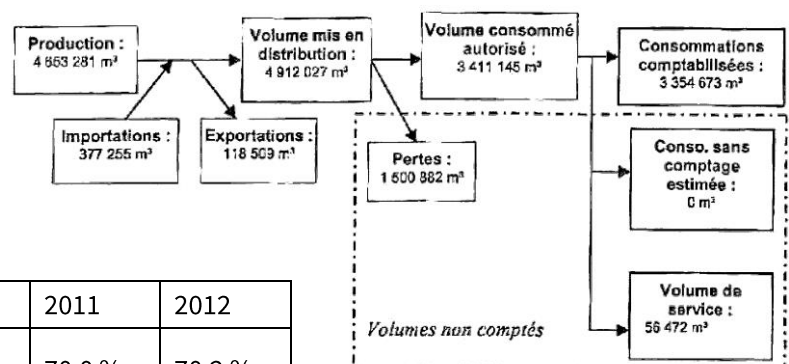 Production :
4 653 281 m³
Volume mis en
distribution :
4 912 027 m³
Volume consommé
autorisé :
3 411 145 m³
Consommations
comptabilisées :
3 354 673 m³
Importations :
377 255 m³
Exportations :
118 509 m³
Pertes :
1 500 882 m³
Conso. sans
comptage
estimée :
0 m³
Volume de
service :
56 472 m³
Volumes non comptés
2011 2012